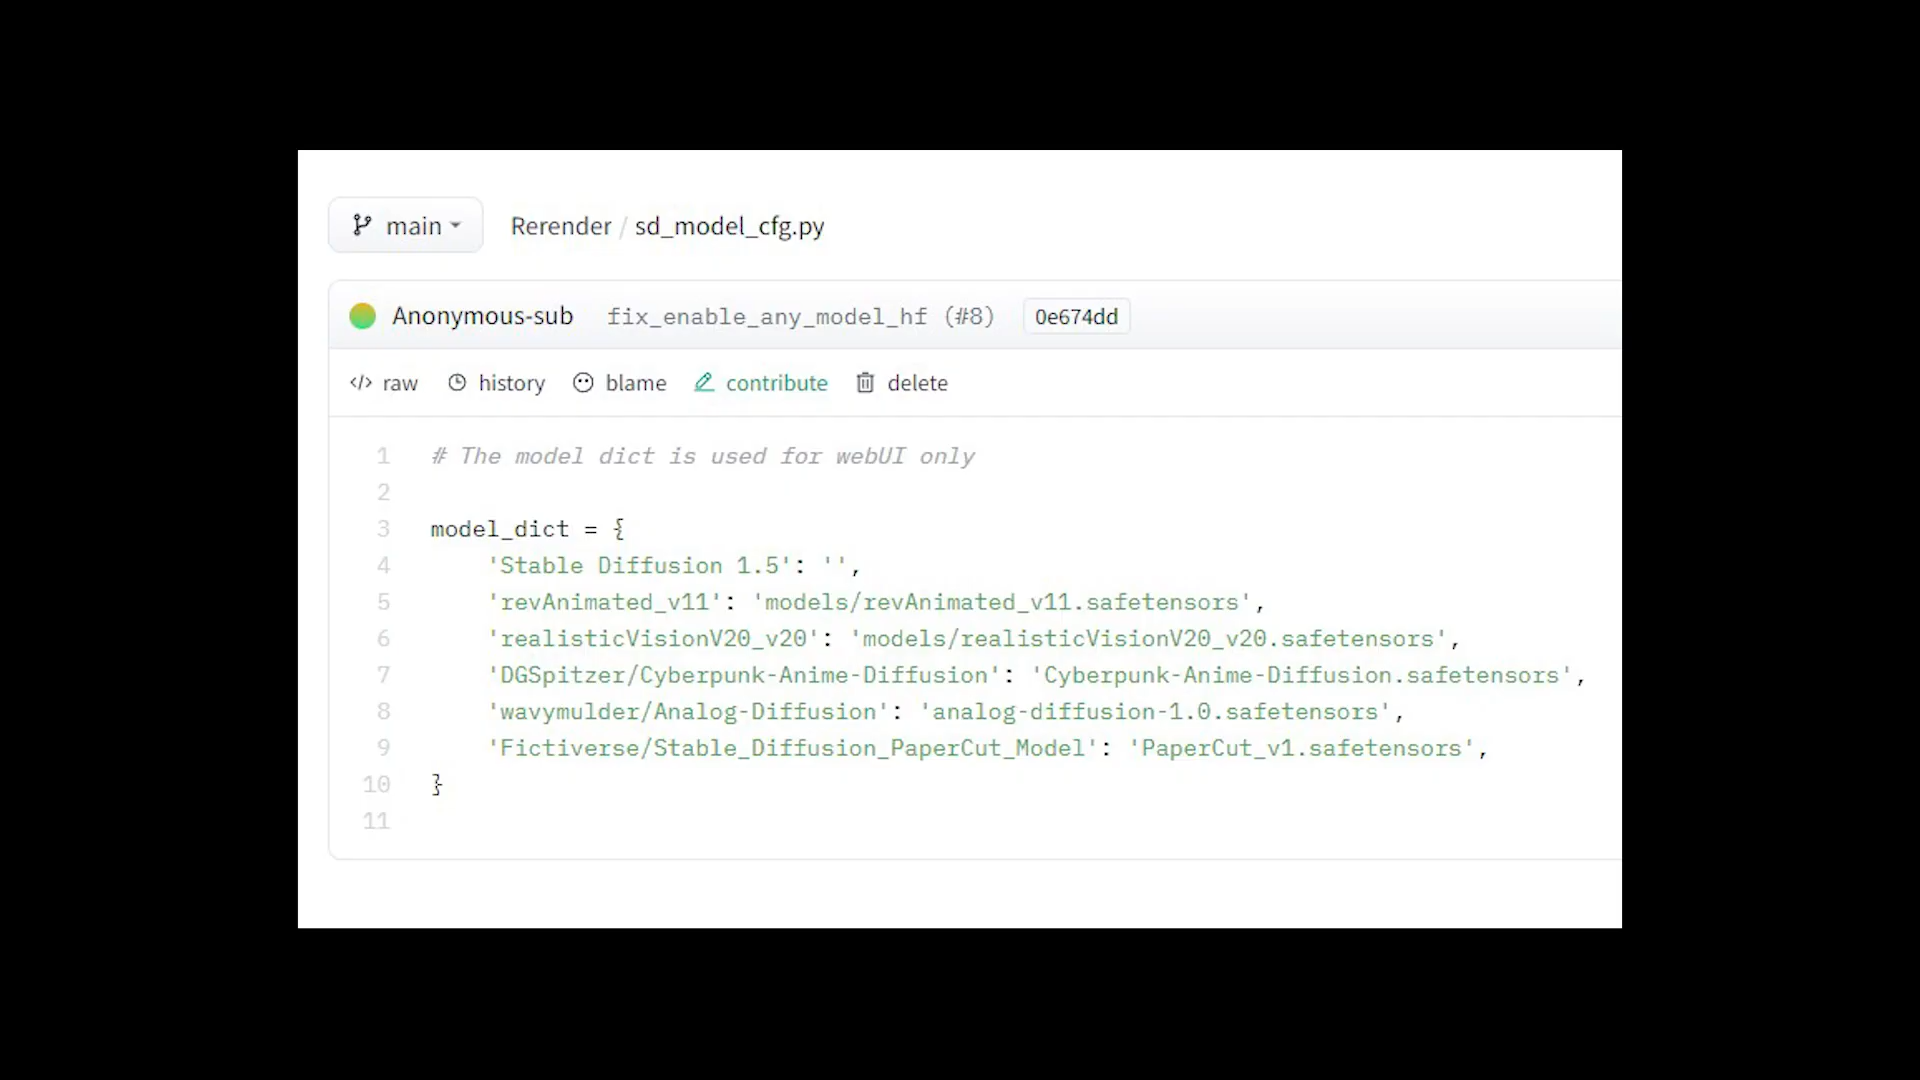 main
Rerender / sd_model_cfg.py
Anonymous-sub fix_enable_any_model_hf (#8) 0e674dd
</> raw history blame contribute delete
1 # The model dict is used for webUI only
2
3 model_dict = {
4 'Stable Diffusion 1.5': '',
5 'revAnimated_v11': 'models/revAnimated_v11.safetensors',
6 'realisticVisionV20_v20': 'models/realisticVisionV20_v20.safetensors',
7 'DGSpitzer/Cyberpunk-Anime-Diffusion': 'Cyberpunk-Anime-Diffusion.safetensors',
8 'wavymulder/Analog-Diffusion': 'analog-diffusion-1.0.safetensors',
9 'Fictiverse/Stable_Diffusion_PaperCut_Model': 'PaperCut_v1.safetensors',
10 }
11